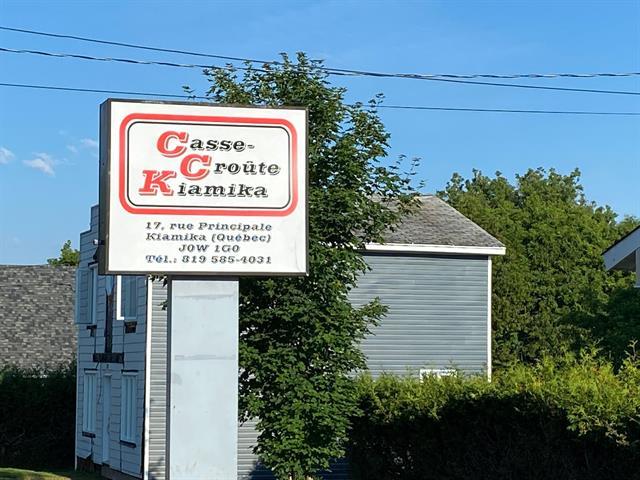 Casse-
Croûte
Kiamika
17, rue Principale
Kiamika (Québec)
J0W 1G0
Tél.: 819 585-4031